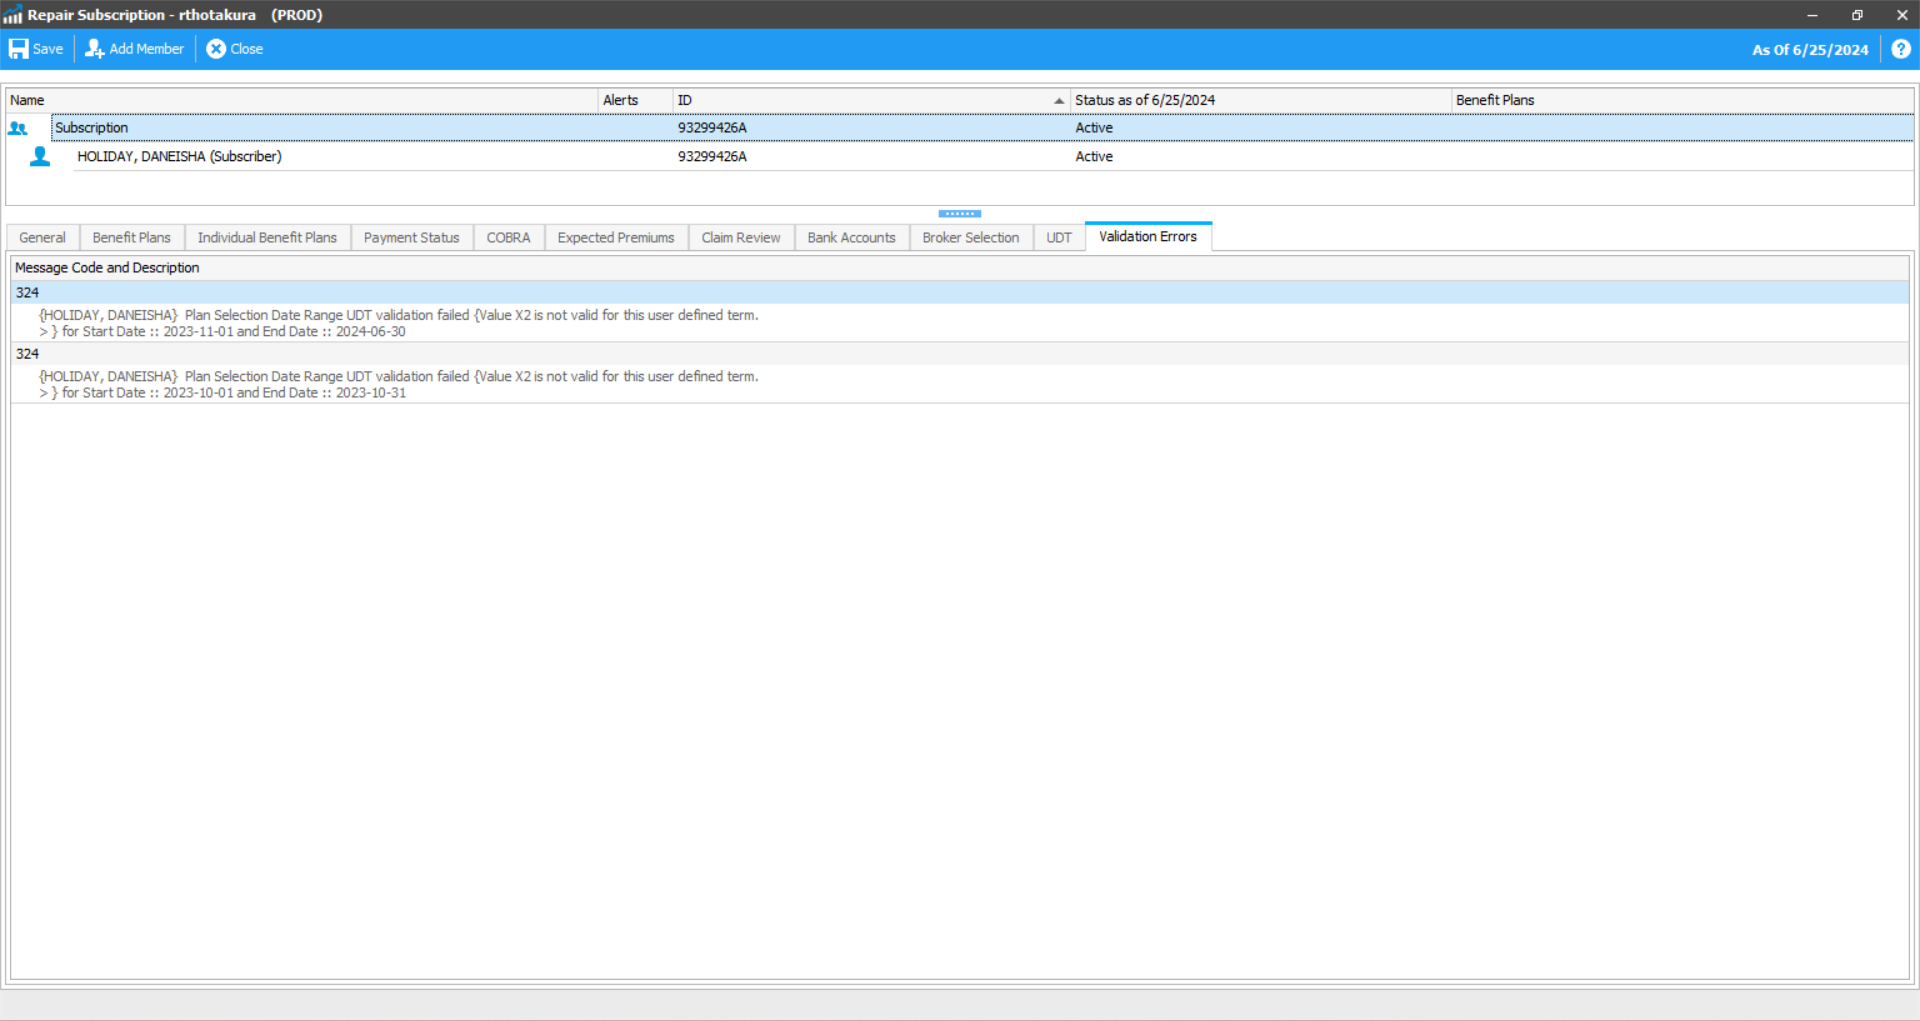 Repair Subscription - rthotakura (PROD)
Save
Add Member
Close
As Of 6/25/2024
?
Name Alerts ID Status as of 6/25/2024 Benefit Plans
Subscription 93299426A Active
HOLIDAY, DANEISHA (Subscriber) 93299426A Active
General Benefit Plans Individual Benefit Plans Payment Status COBRA Expected Premiums Claim Review Bank Accounts Broker Selection UDT Validation Errors
Message Code and Description
324
{HOLIDAY, DANEISHA} Plan Selection Date Range UDT validation failed {Value X2 is not valid for this user defined term.
> } for Start Date :: 2023-11-01 and End Date :: 2024-06-30
324
{HOLIDAY, DANEISHA} Plan Selection Date Range UDT validation failed {Value X2 is not valid for this user defined term.
> } for Start Date :: 2023-10-01 and End Date :: 2023-10-31